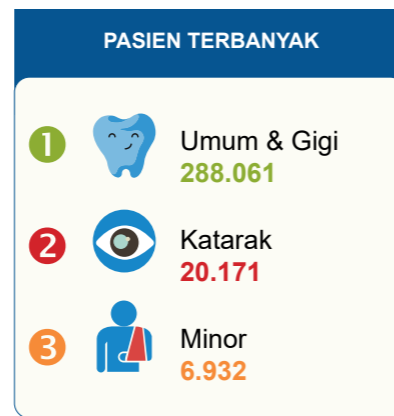 PASIEN TERBANYAK
1
Umum & Gigi
288.061
2
Katarak
20.171
3
Minor
6.932